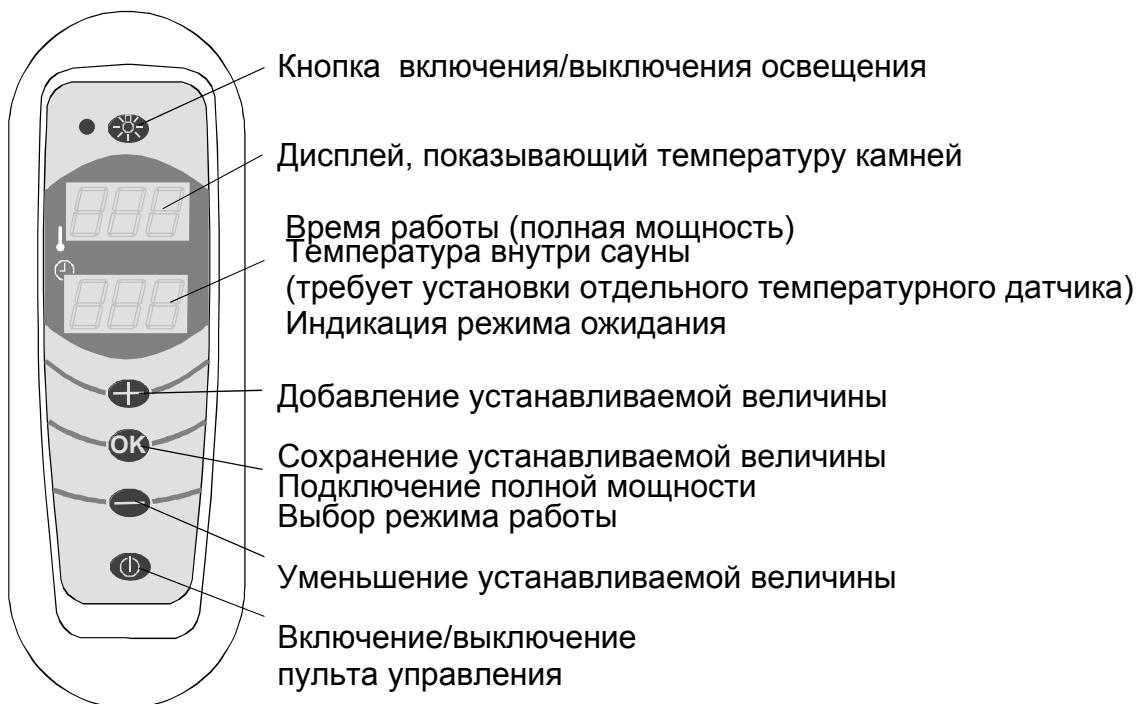 Кнопка включения/выключения освещения
Дисплей, показывающий температуру камней
888
Время работы (полная мощность)
Температура внутри сауны
(требует установки отдельного температурного датчика)
Индикация режима ожидания
888
Добавление устанавливаемой величины
OK
Сохранение устанавливаемой величины
Подключение полной мощности
Выбор режима работы
Уменьшение устанавливаемой величины
Включение/выключение
пульта управления